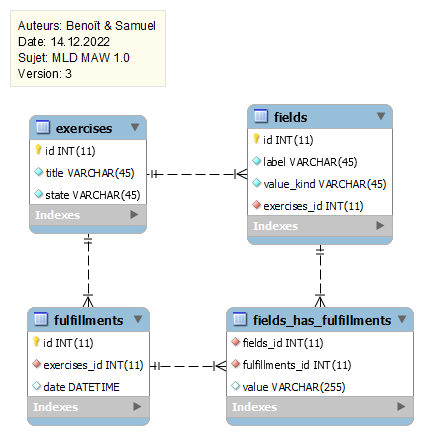 Auteurs: Benoît & Samuel
Date: 14.12.2022
Sujet: MLD MAW 1.0
Version: 3
exercises
id INT(11)
title VARCHAR(45)
state VARCHAR(45)
Indexes
fields
id INT(11)
label VARCHAR(45)
value_kind VARCHAR(45)
exercises_id INT(11)
Indexes
fulfillments
id INT(11)
exercises_id INT(11)
date DATETIME
Indexes
fields_has_fulfillments
fields_id INT(11)
fulfillments_id INT(11)
value VARCHAR(255)
Indexes